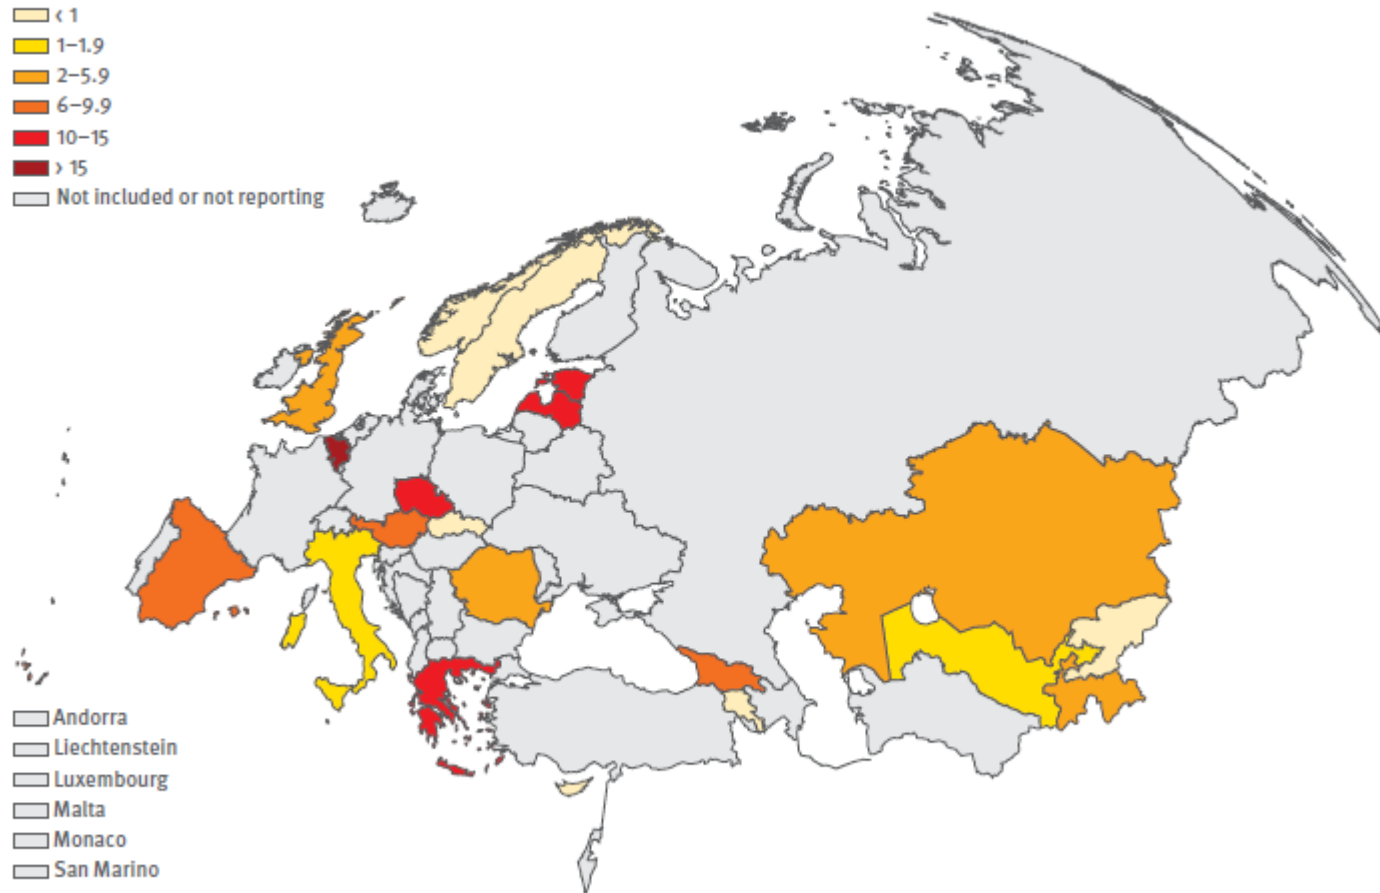 ‹ 1
1–1.9
2–5.9
6–9.9
10–15
› 15
Not included or not reporting
Andorra
Liechtenstein
Luxembourg
Malta
Monaco
San Marino